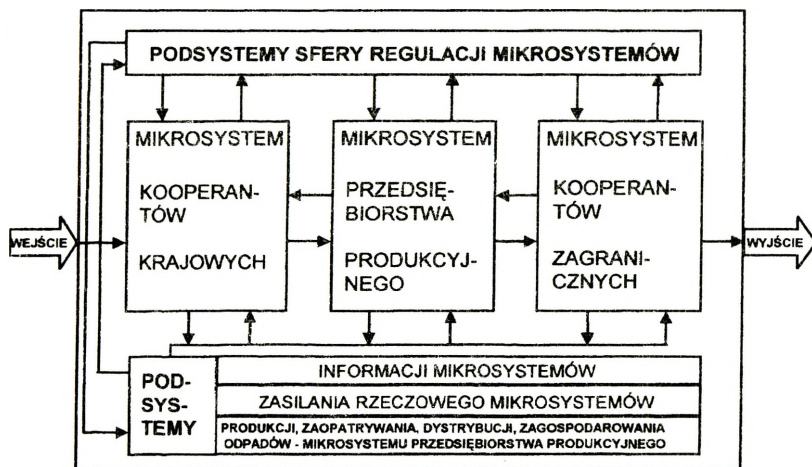 PODSYSTEMY SFERY REGULACJI MIKROSYSTEMÓW
WEJŚCIE
MIKROSYSTEM
KOOPERAN-
TÓW
KRAJOWYCH
MIKROSYSTEM
PRZEDSIĘ-
BIORSTWA
PRODUKCYJ-
NEGO
MIKROSYSTEM
KOOPERAN-
TÓW
ZAGRANI-
CZNYCH
WYJŚCIE
POD-
SYS-
TEMY
INFORMACJI MIKROSYSTEMÓW
ZASILANIA RZECZOWEGO MIKROSYSTEMÓW
PRODUKCJI, ZAOPATRYWANIA, DYSTRYBUCJI, ZAGOSPODAROWANIA
ODPADÓW - MIKROSYSTEMU PRZEDSIĘBIORSTWA PRODUKCYJNEGO